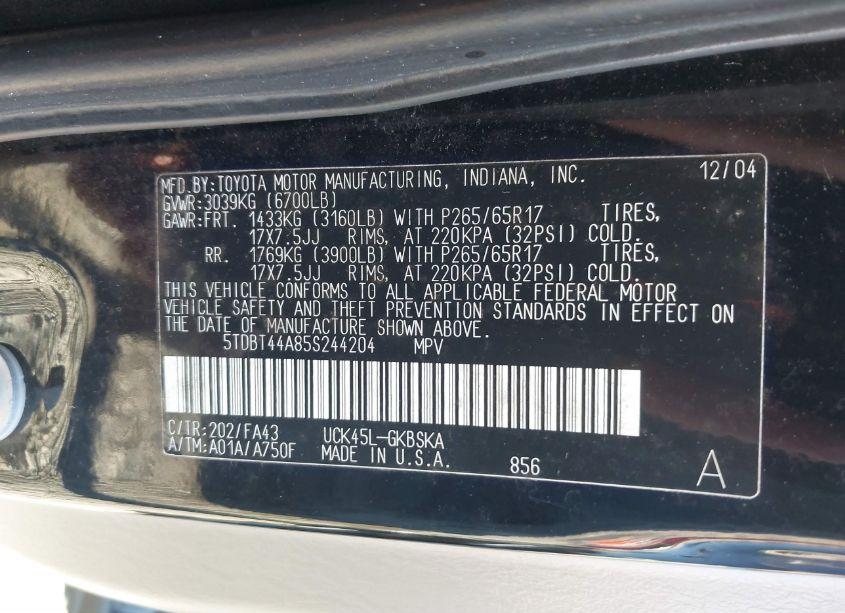 MFD.BY:TOYOTA MOTOR MANUFACTURING, INDIANA, INC. 12/04
GVWR:3039KG (6700LB)
GAWR:FRT. 1433KG (3160LB) WITH P265/65R17 TIRES,
17X7.5JJ RIMS, AT 220KPA (32PSI) COLD.
RR. 1769KG (3900LB) WITH P265/65R17 TIRES,
17X7.5JJ RIMS, AT 220KPA (32PSI) COLD.
THIS VEHICLE CONFORMS TO ALL APPLICABLE FEDERAL MOTOR
VEHICLE SAFETY AND THEFT PREVENTION STANDARDS IN EFFECT ON
THE DATE OF MANUFACTURE SHOWN ABOVE.
5TDBT44A85S244204 MPV
C/TR:202/FA43 UCK45L-GKBSKA
A/TM:A01A/A750F MADE IN U.S.A. 856 A